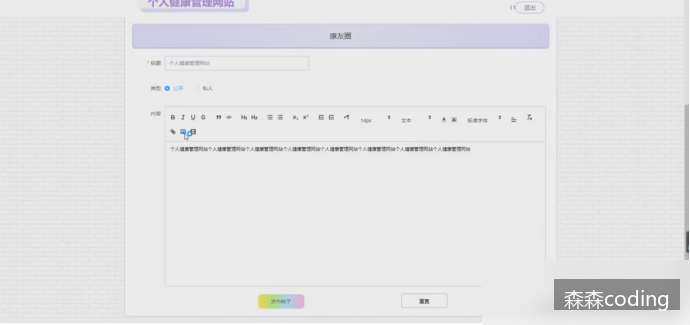 个人健康管理网站
11 退出
康友圈
* 标题 个人健康管理网站
类型 公开 私人
内容
B I U S H₁ H₂ x₂ x² 14px 文本 A 标准字体
个人健康管理网站个人健康管理网站个人健康管理网站个人健康管理网站个人健康管理网站个人健康管理网站个人健康管理网站个人健康管理网站
发布帖子 重置
森森coding